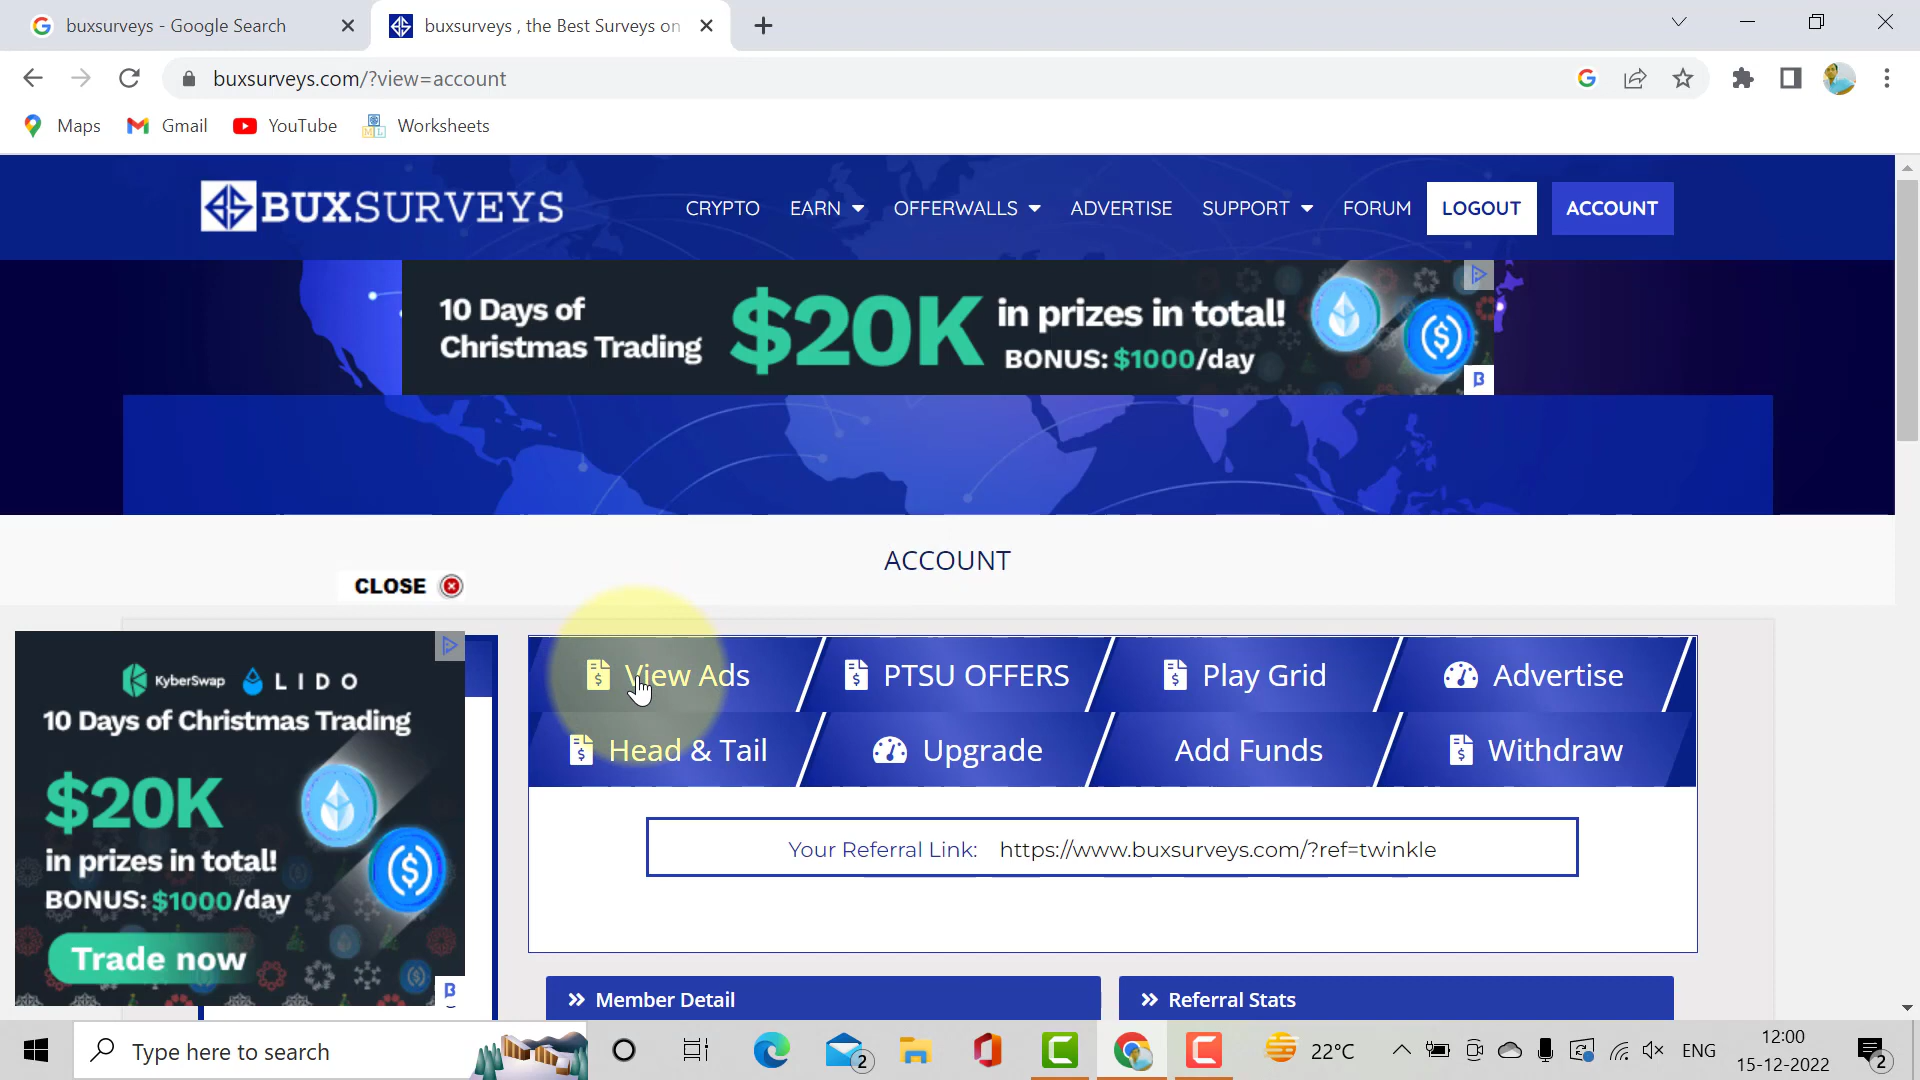 buxsurveys - Google Search
buxsurveys , the Best Surveys on
buxsurveys.com/?view=account
Maps
Gmail
YouTube
Worksheets
BUXSURVEYS
CRYPTO
EARN
OFFERWALLS
ADVERTISE
SUPPORT
FORUM
LOGOUT
ACCOUNT
10 Days of
Christmas Trading
$20K
in prizes in total!
BONUS: $1000/day
ACCOUNT
CLOSE
KyberSwap LIDO
10 Days of Christmas Trading
$20K
in prizes in total!
BONUS: $1000/day
Trade now
View Ads
PTSU OFFERS
Play Grid
Advertise
Head & Tail
Upgrade
Add Funds
Withdraw
Your Referral Link: https://www.buxsurveys.com/?ref=twinkle
Member Detail
Referral Stats
Type here to search
2
22°C
ENG
12:00
15-12-2022
2